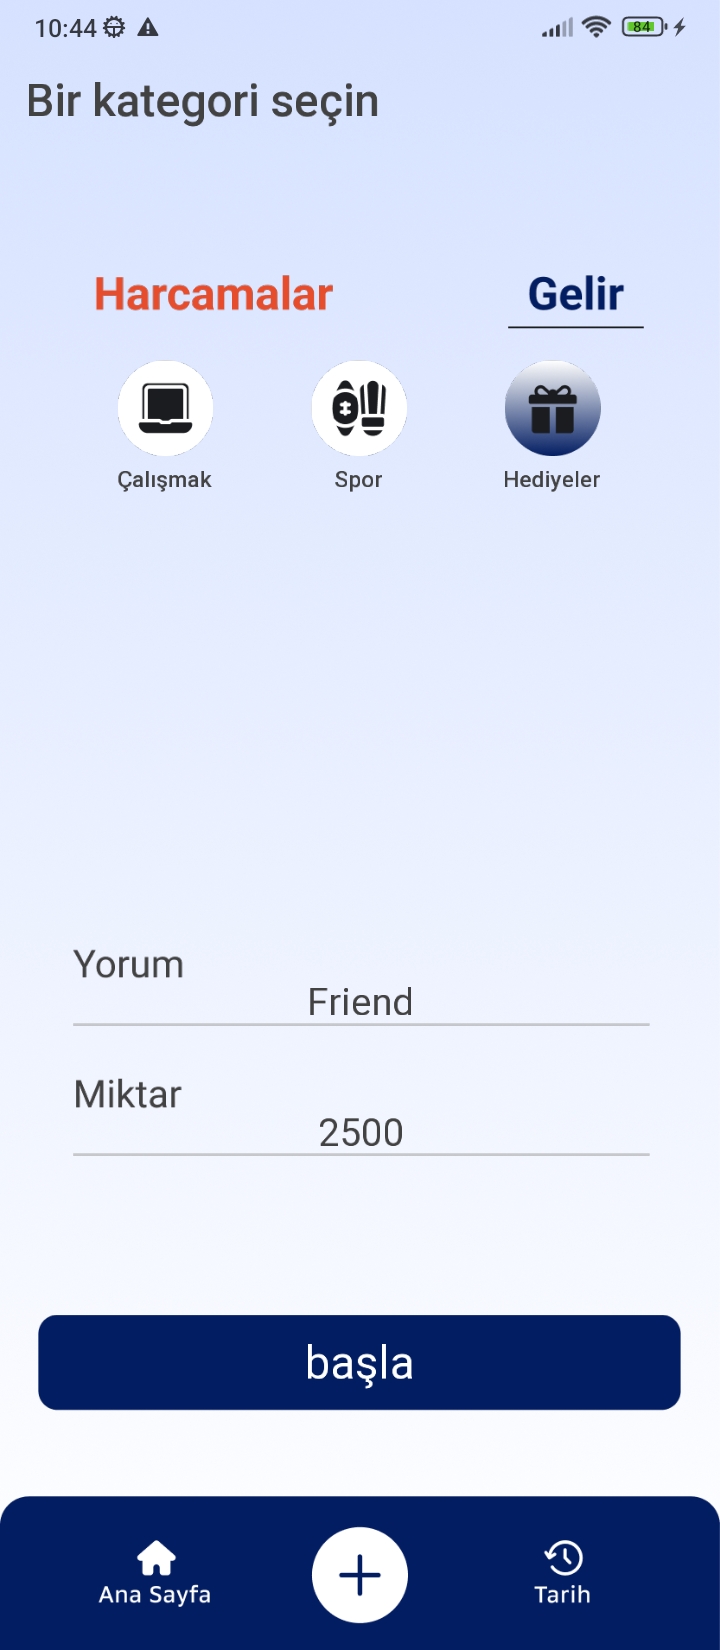 10:44
84
Bir kategori seçin
Harcamalar Gelir
Çalışmak Spor Hediyeler
Yorum
Friend
Miktar
2500
başla
Ana Sayfa Tarih